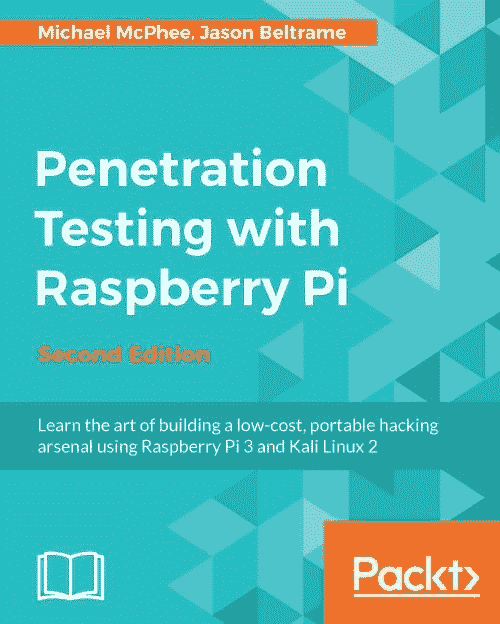 Michael McPhee, Jason Beltrame
Penetration
Testing with
Raspberry Pi
Second Edition
Learn the art of building a low-cost, portable hacking
arsenal using Raspberry Pi 3 and Kali Linux 2
Packt>